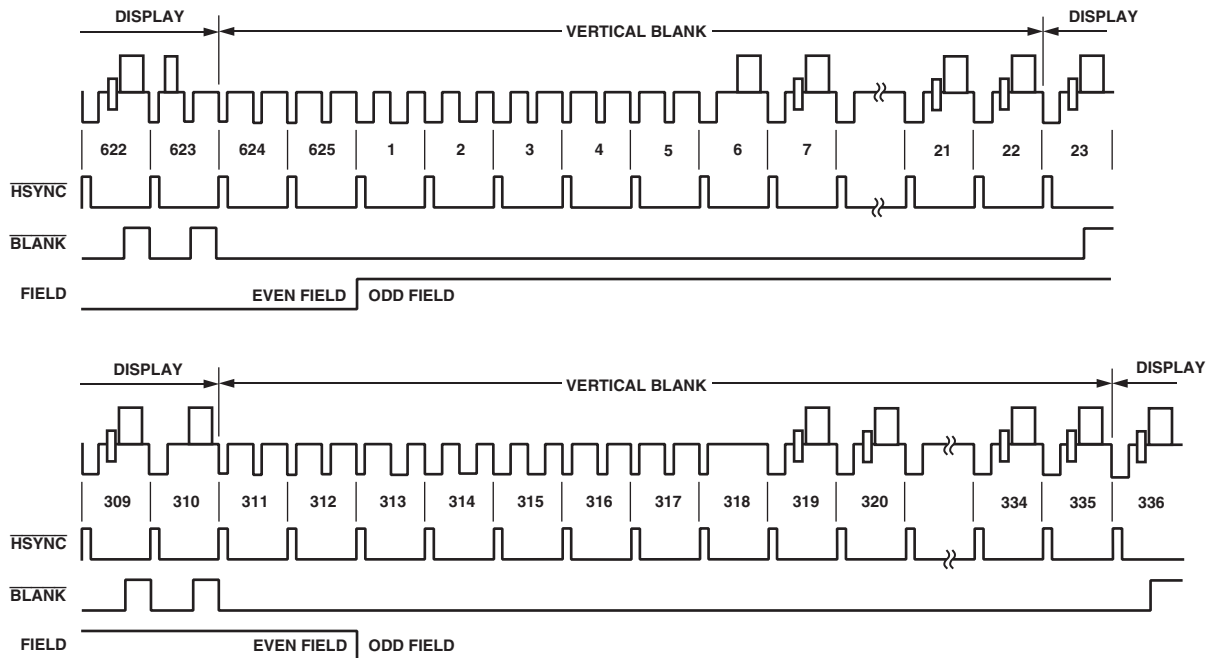 DISPLAY VERTICAL BLANK DISPLAY
622 623 624 625 1 2 3 4 5 6 7 21 22 23
HSYNC
BLANK
FIELD EVEN FIELD ODD FIELD
DISPLAY VERTICAL BLANK DISPLAY
309 310 311 312 313 314 315 316 317 318 319 320 334 335 336
HSYNC
BLANK
FIELD EVEN FIELD ODD FIELD